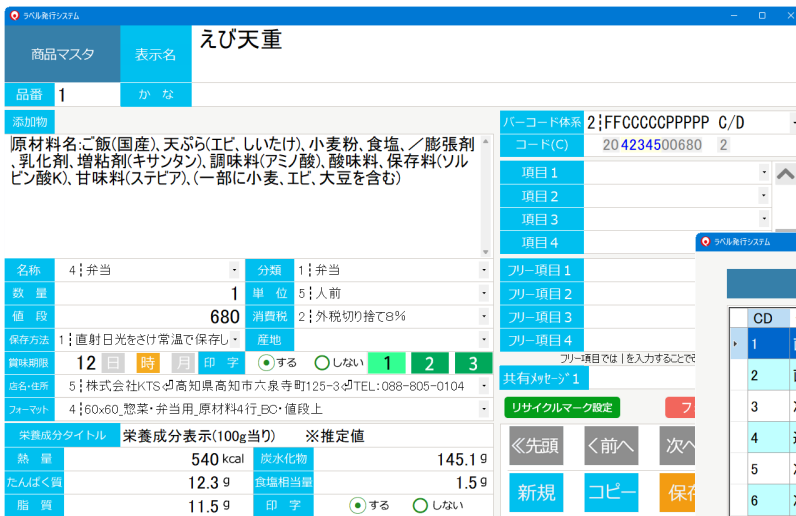 ラベル発行システム
商品マスタ 表示名 えび天重
品番 1 かな
添加物
原材料名:ご飯(国産)、天ぷら(エビ、しいたけ)、小麦粉、食塩、／膨張剤
、乳化剤、増粘剤(キサンタン)、調味料(アミノ酸)、酸味料、保存料(ソル
ビン酸K)、甘味料(ステビア)、(一部に小麦、エビ、大豆を含む)
名称 4 弁当 分類 1 弁当
数量 1 単位 5 人前
値段 680 消費税 2 外税切り捨て8%
保存方法 1 直射日光をさけ常温で保存し 産地
賞味期限 12 日 時 月 印字 する しない 1 2 3
店名・住所 5 株式会社KTS⏎高知県高知市六泉寺町125-3⏎TEL:088-805-0104
フォーマット 4 60x60_惣菜・弁当用_原材料4行_BC・値段上
栄養成分タイトル 栄養成分表示(100g当り) ※推定値
熱量 540 kcal 炭水化物 145.1 g
たんぱく質 12.3 g 食塩相当量 1.5 g
脂質 11.5 g 印字 する しない
バーコード体系 2 FFCCCCCPPPPP C/D
コード(C) 20 42345 00680 2
項目1
項目2
項目3
項目4
フリー項目1
フリー項目2
フリー項目3
フリー項目4
フリー項目では | を入力することで
共有メッセージ1
リサイクルマーク設定 フ
≪先頭 <前へ 次へ
新規 コピー 保存
ラベル発行システム
CD
1
2
3
4
5
6